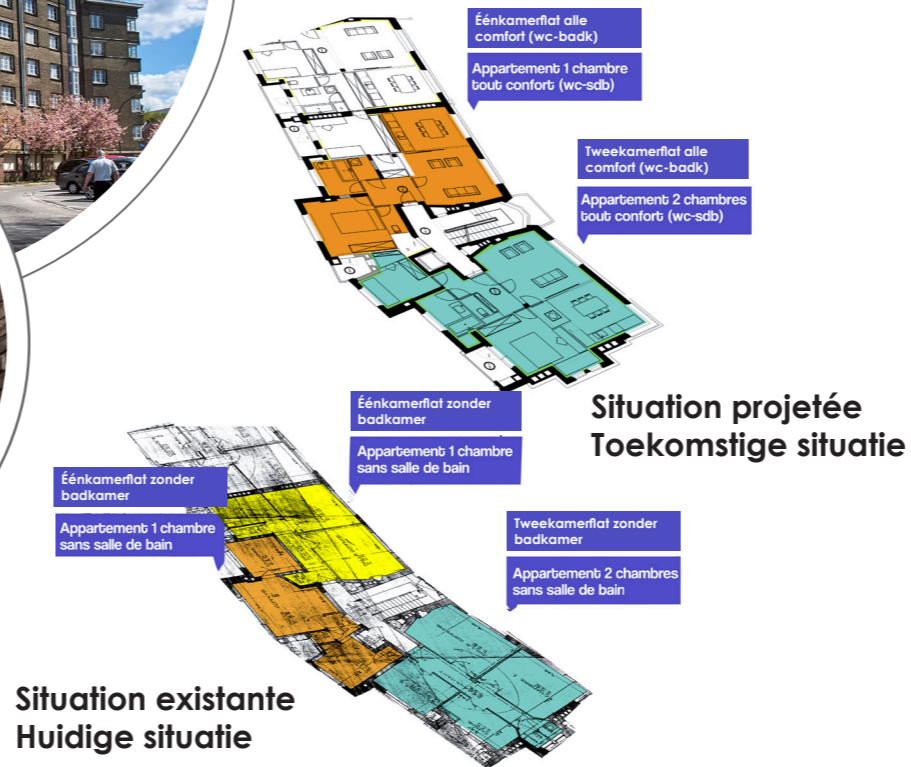 Éénkamerflat alle
comfort (wc-badk)
Appartement 1 chambre
tout confort (wc-sdb)
Tweekamerflat alle
comfort (wc-badk)
Appartement 2 chambres
tout confort (wc-sdb)
Situation projetée
Toekomstige situatie
Éénkamerflat zonder
badkamer
Appartement 1 chambre
sans salle de bain
Éénkamerflat zonder
badkamer
Appartement 1 chambre
sans salle de bain
Tweekamerflat zonder
badkamer
Appartement 2 chambres
sans salle de bain
Situation existante
Huidige situatie